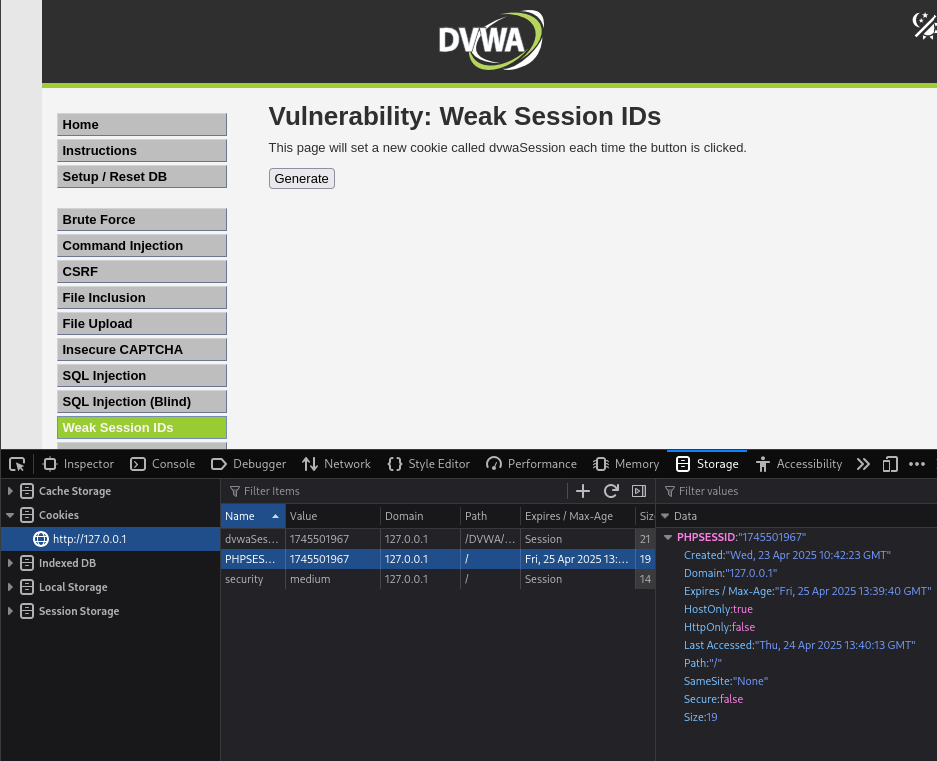 DVWA
Vulnerability: Weak Session IDs
This page will set a new cookie called dvwaSession each time the button is clicked.
Generate
Home
Instructions
Setup / Reset DB
Brute Force
Command Injection
CSRF
File Inclusion
File Upload
Insecure CAPTCHA
SQL Injection
SQL Injection (Blind)
Weak Session IDs
Inspector Console Debugger Network Style Editor Performance Memory Storage Accessibility
Cache Storage
Cookies
http://127.0.0.1
Indexed DB
Local Storage
Session Storage
Filter Items
Name Value Domain Path Expires / Max-Age Siz
dvwaSes... 1745501967 127.0.0.1 /DVWA/... Session 21
PHPSES... 1745501967 127.0.0.1 / Fri, 25 Apr 2025 13:... 19
security medium 127.0.0.1 / Session 14
Filter values
Data
PHPSESSID:"1745501967"
Created:"Wed, 23 Apr 2025 10:42:23 GMT"
Domain:"127.0.0.1"
Expires / Max-Age:"Fri, 25 Apr 2025 13:39:40 GMT"
HostOnly:true
HttpOnly:false
Last Accessed:"Thu, 24 Apr 2025 13:40:13 GMT"
Path:"/"
SameSite:"None"
Secure:false
Size:19